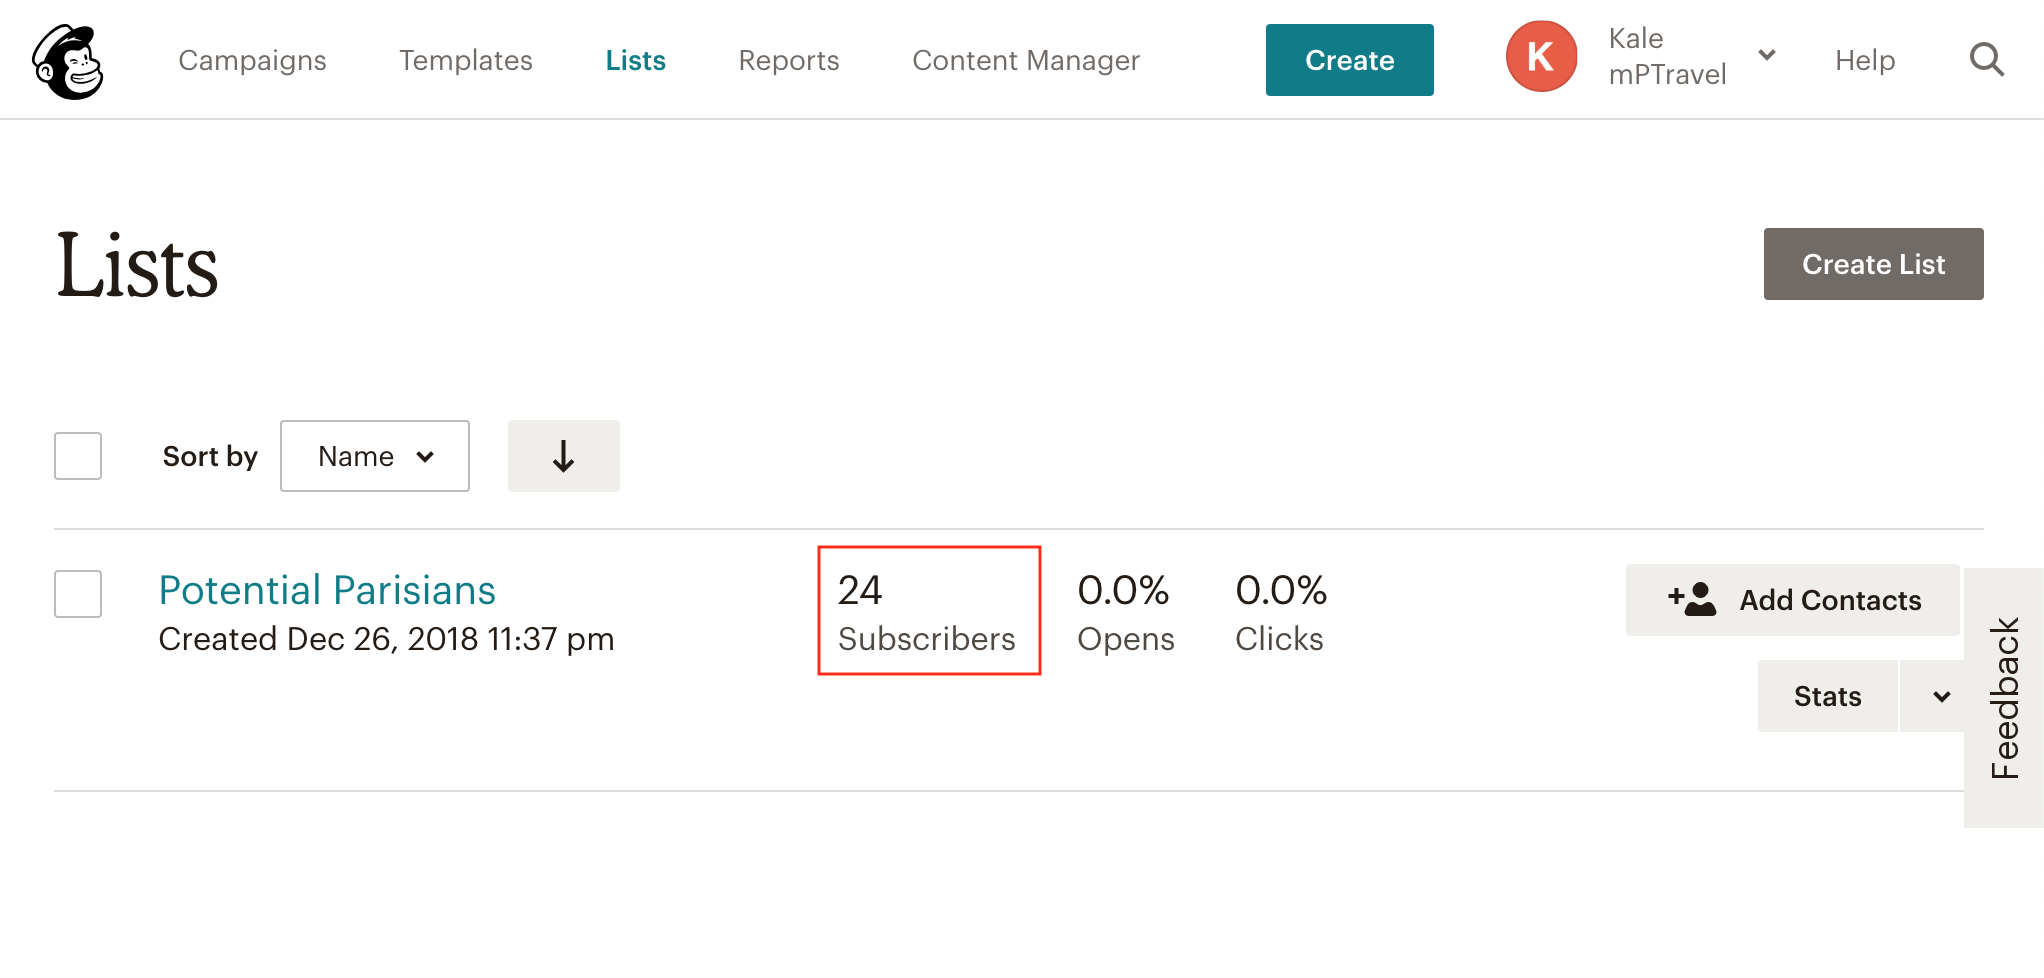 Campaigns Templates Lists Reports Content Manager Create K Kale Help
mPTravel
Lists Create List
Sort by Name
Potential Parisians 24 0.0% 0.0% Add Contacts
Created Dec 26, 2018 11:37 pm Subscribers Opens Clicks
Stats
Feedback